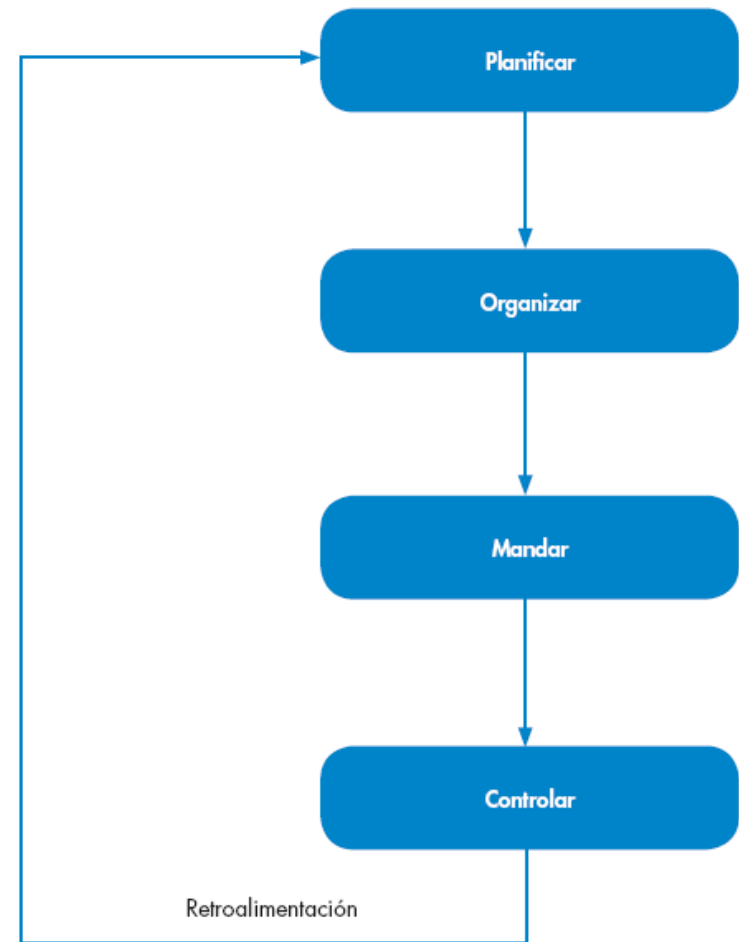 Planificar
Organizar
Mandar
Controlar
Retroalimentación